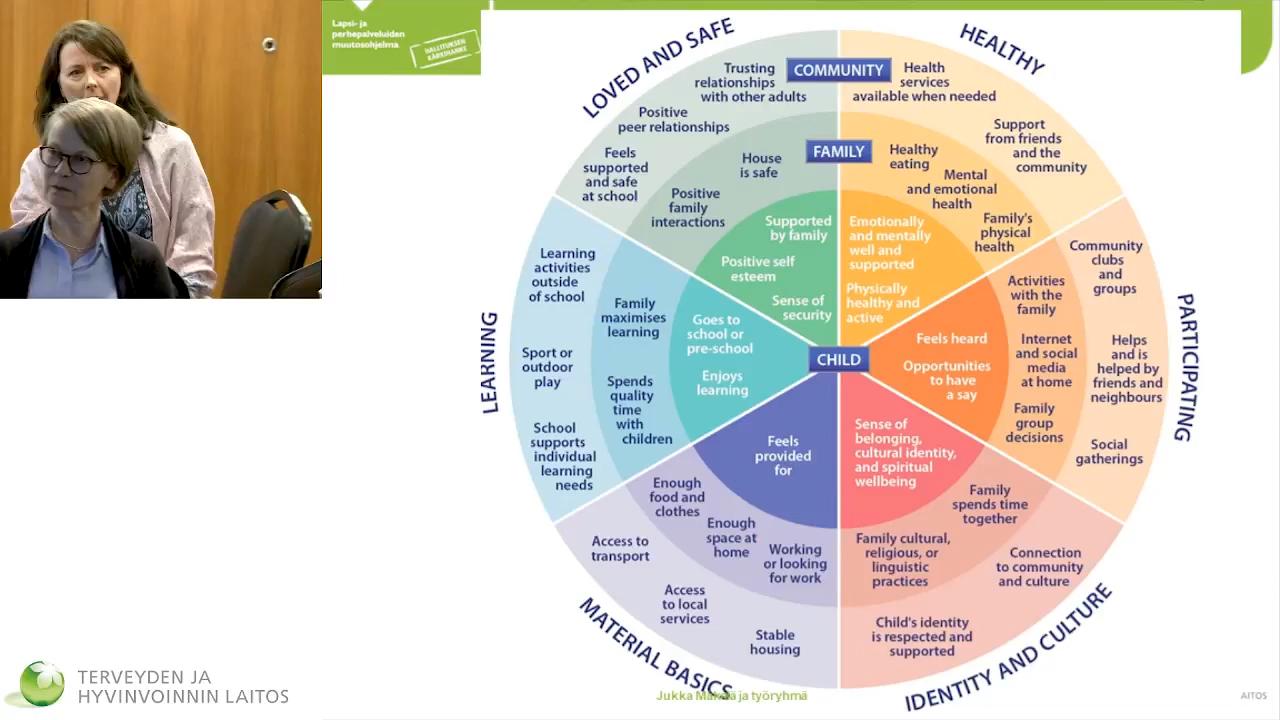 Lapsi- ja
perhepalveluiden
muutosohjelma
HALLITUKSEN
KÄRKIHANKE
LOVED AND SAFE
HEALTHY
PARTICIPATING
IDENTITY AND CULTURE
MATERIAL BASICS
LEARNING
COMMUNITY
FAMILY
CHILD
Trusting
relationships
with other adults
Positive
peer relationships
Feels
supported
and safe
at school
House
is safe
Positive
family
interactions
Supported
by family
Positive self
esteem
Sense of
security
Health
services
available when needed
Support
from friends
and the
community
Healthy
eating
Mental
and emotional
health
Family's
physical
health
Emotionally
and mentally
well and
supported
Physically
healthy and
active
Community
clubs
and
groups
Helps
and is
helped by
friends and
neighbours
Social
gatherings
Activities
with the
family
Internet
and social
media
at home
Family
group
decisions
Feels heard
Opportunities
to have
a say
Sense of
belonging,
cultural identity,
and spiritual
wellbeing
Family
spends time
together
Family cultural,
religious, or
linguistic
practices
Connection
to community
and culture
Child's identity
is respected and
supported
Feels
provided
for
Enough
food and
clothes
Enough
space at
home
Working
or looking
for work
Access to
transport
Access
to local
services
Stable
housing
Goes to
school or
pre-school
Enjoys
learning
Family
maximises
learning
Spends
quality
time
with
children
Learning
activities
outside
of school
Sport or
outdoor
play
School
supports
individual
learning
needs
Jukka Mäkelä ja työryhmä
AITOS
TERVEYDEN JA
HYVINVOINNIN LAITOS